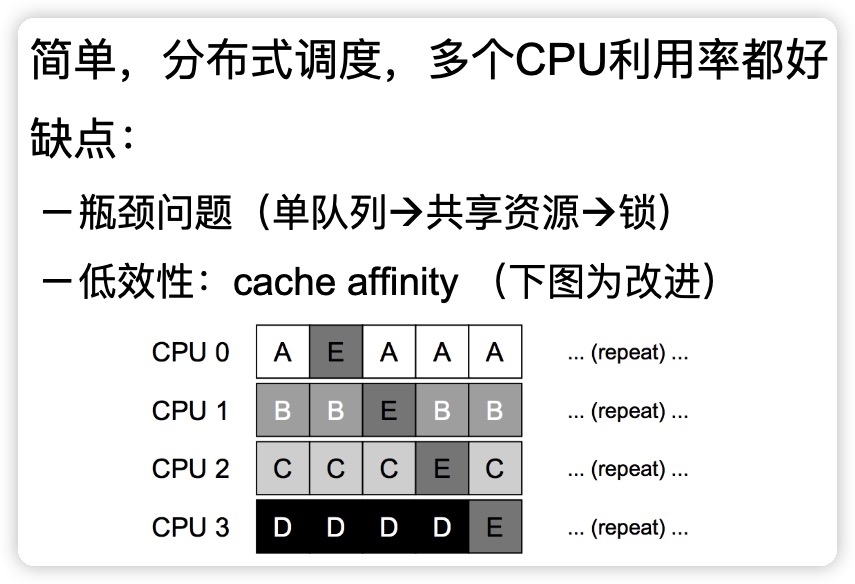 简单，分布式调度，多个CPU利用率都好
缺点：
－瓶颈问题（单队列→共享资源→锁）
－低效性：cache affinity （下图为改进）
CPU 0 A E A A A ... (repeat) ...
CPU 1 B B E B B ... (repeat) ...
CPU 2 C C C E C ... (repeat) ...
CPU 3 D D D D E ... (repeat) ...